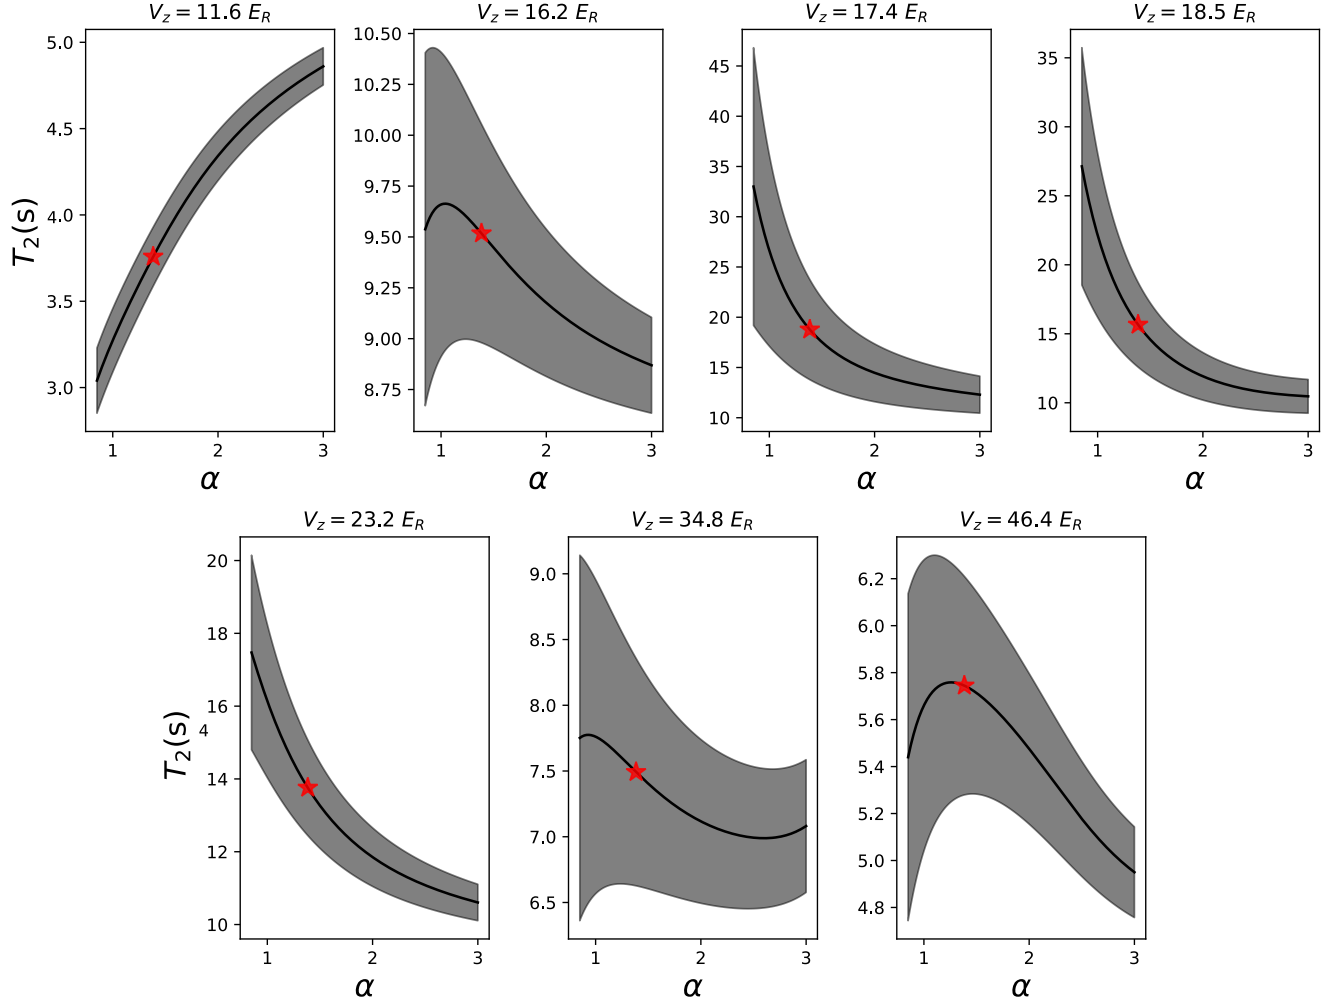 V_z = 11.6 E_R
V_z = 16.2 E_R
V_z = 17.4 E_R
V_z = 18.5 E_R
T_2(s)
5.0
4.5
4.0
3.5
3.0
1 2 3
α
10.50
10.25
10.00
9.75
9.50
9.25
9.00
8.75
1 2 3
α
45
40
35
30
25
20
15
10
1 2 3
α
35
30
25
20
15
10
1 2 3
α
V_z = 23.2 E_R
V_z = 34.8 E_R
V_z = 46.4 E_R
T_2(s)
4
20
18
16
14
12
10
1 2 3
α
9.0
8.5
8.0
7.5
7.0
6.5
1 2 3
α
6.2
6.0
5.8
5.6
5.4
5.2
5.0
4.8
1 2 3
α